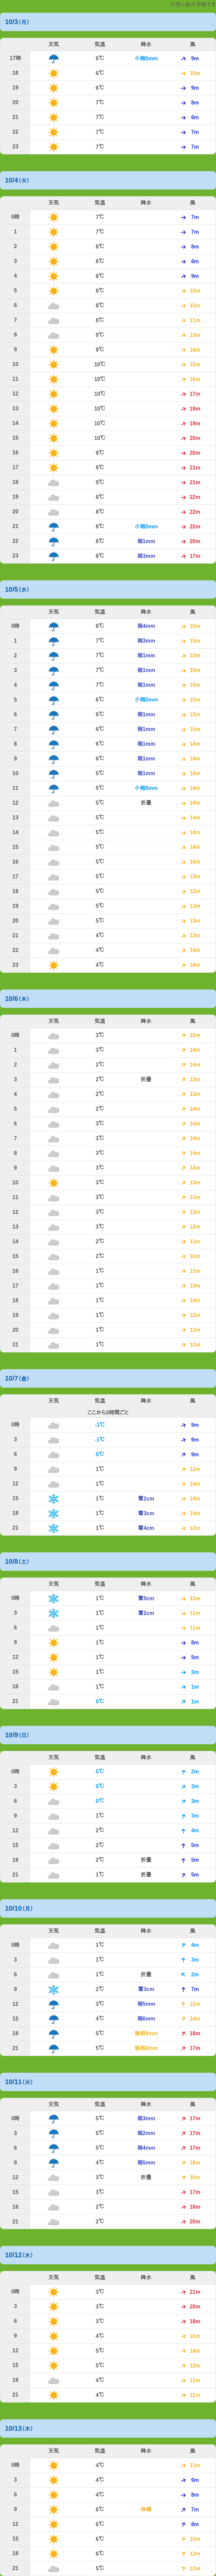 10/3(月)
天気 気温 降水 風
17時 6℃ 小雨0mm 9m
18 6℃ 10m
19 6℃ 9m
20 7℃ 8m
21 7℃ 8m
22 7℃ 7m
23 7℃ 7m
10/4(火)
天気 気温 降水 風
0時 7℃ 7m
1 7℃ 7m
2 8℃ 8m
3 8℃ 8m
4 8℃ 9m
5 8℃ 10m
6 8℃ 10m
7 8℃ 11m
8 9℃ 13m
9 9℃ 14m
10 10℃ 15m
11 10℃ 16m
12 10℃ 17m
13 10℃ 18m
14 10℃ 19m
15 10℃ 20m
16 9℃ 20m
17 9℃ 21m
18 9℃ 21m
19 8℃ 22m
20 8℃ 22m
21 8℃ 小雨0mm 22m
22 8℃ 雨1mm 20m
23 8℃ 雨3mm 17m
10/5(水)
天気 気温 降水 風
0時 8℃ 雨4mm 15m
1 7℃ 雨3mm 15m
2 7℃ 雨1mm 15m
3 7℃ 雨1mm 15m
4 7℃ 雨1mm 15m
5 6℃ 小雨0mm 15m
6 6℃ 雨1mm 15m
7 6℃ 雨1mm 15m
8 6℃ 雨1mm 14m
9 6℃ 雨1mm 14m
10 5℃ 雨1mm 14m
11 5℃ 小雨0mm 14m
12 5℃ 折畳 14m
13 5℃ 14m
14 5℃ 14m
15 5℃ 14m
16 5℃ 14m
17 5℃ 13m
18 5℃ 13m
19 5℃ 13m
20 5℃ 13m
21 4℃ 13m
22 4℃ 14m
23 4℃ 14m
10/6(木)
天気 気温 降水 風
0時 3℃ 15m
1 3℃ 14m
2 2℃ 14m
3 2℃ 折畳 13m
4 2℃ 13m
5 2℃ 14m
6 3℃ 14m
7 3℃ 14m
8 3℃ 14m
9 3℃ 14m
10 3℃ 13m
11 3℃ 13m
12 3℃ 13m
13 3℃ 12m
14 2℃ 11m
15 2℃ 10m
16 1℃ 11m
17 1℃ 13m
18 1℃ 14m
19 1℃ 13m
20 1℃ 12m
21 1℃ 12m
10/7(金)
天気 気温 降水 風
ここから3時間ごと
0時 -1℃ 9m
3 -1℃ 9m
6 0℃ 9m
9 1℃ 12m
12 1℃ 14m
15 1℃ 雪2cm 14m
18 1℃ 雪3cm 14m
21 1℃ 雪4cm 12m
10/8(土)
天気 気温 降水 風
0時 1℃ 雪5cm 12m
3 1℃ 雪2cm 11m
6 1℃ 11m
9 1℃ 8m
12 1℃ 5m
15 1℃ 3m
18 1℃ 1m
21 0℃ 1m
10/9(日)
天気 気温 降水 風
0時 0℃ 2m
3 0℃ 3m
6 0℃ 3m
9 1℃ 3m
12 2℃ 4m
15 2℃ 5m
18 2℃ 折畳 5m
21 1℃ 折畳 5m
10/10(月)
天気 気温 降水 風
0時 1℃ 4m
3 1℃ 3m
6 1℃ 折畳 2m
9 2℃ 雪3cm 7m
12 3℃ 雨5mm 12m
15 4℃ 雨6mm 14m
18 5℃ 強雨8mm 18m
21 5℃ 強雨8mm 17m
10/11(火)
天気 気温 降水 風
0時 5℃ 雨3mm 17m
3 5℃ 雨2mm 17m
6 5℃ 雨4mm 17m
9 4℃ 雨5mm 16m
12 3℃ 折畳 16m
15 3℃ 17m
18 2℃ 18m
21 2℃ 20m
10/12(水)
天気 気温 降水 風
0時 3℃ 21m
3 3℃ 20m
6 3℃ 18m
9 4℃ 16m
12 5℃ 14m
15 5℃ 12m
18 4℃ 11m
21 4℃ 11m
10/13(木)
天気 気温 降水 風
0時 4℃ 11m
3 4℃ 9m
6 4℃ 8m
9 6℃ 快晴 7m
12 6℃ 8m
15 6℃ 10m
18 6℃ 12m
21 5℃ 12m